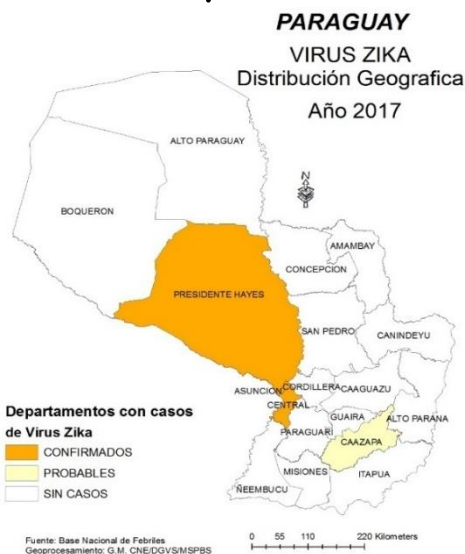 PARAGUAY
VIRUS ZIKA
Distribución Geografica
Año 2017
ALTO PARAGUAY
N
BOQUERON
AMAMBAY
CONCEPCION
PRESIDENTE HAYES
SAN PEDRO
CANINDEYU
ASUNCION
CORDILLERA
CAAGUAZU
CENTRAL
GUAIRA
ALTO PARANA
PARAGUARI
CAAZAPA
MISIONES
ITAPUA
ÑEEMBUCU
Departamentos con casos
de Virus Zika
CONFIRMADOS
PROBABLES
SIN CASOS
Fuente: Base Nacional de Febriles
Geoprocesamiento: G.M. CNE/DGVS/MSPBS
0 55 110 220 Kilometers